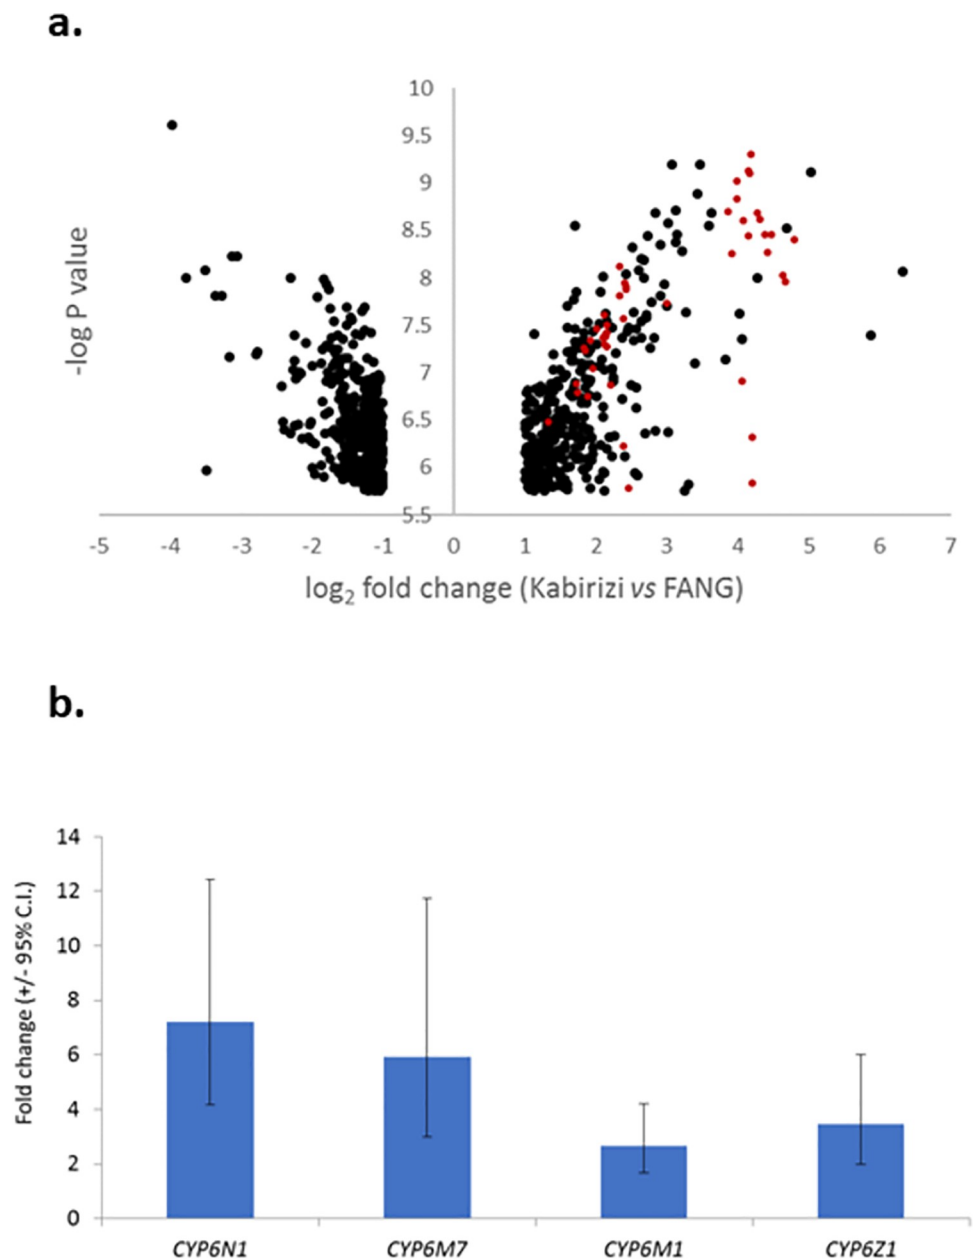 a.
10
9.5
9
8.5
8
7.5
7
6.5
6
5.5
-log P value
-5 -4 -3 -2 -1 0 1 2 3 4 5 6 7
log2 fold change (Kabirizi vs FANG)
b.
14
12
10
8
6
4
2
0
Fold change (+/- 95% C.I.)
CYP6N1 CYP6M7 CYP6M1 CYP6Z1